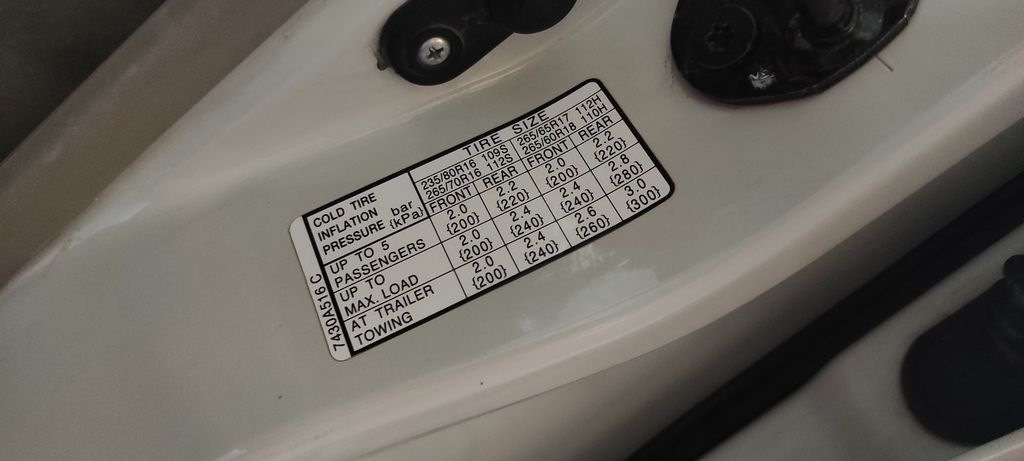 TIRE SIZE
COLD TIRE
INFLATION
PRESSURE bar
{kPa}
235/80R16 109S
265/70R16 112S
265/65R17 112H
265/60R18 110H
FRONT REAR FRONT REAR
UP TO 5
PASSENGERS
2.0 2.2 2.0 2.2
{200} {220} {200} {220}
UP TO
MAX. LOAD
2.0 2.4 2.4 2.8
{200} {240} {240} {280}
AT TRAILER
TOWING
2.0 2.4 2.6 3.0
{200} {240} {260} {300}
7430A516 C